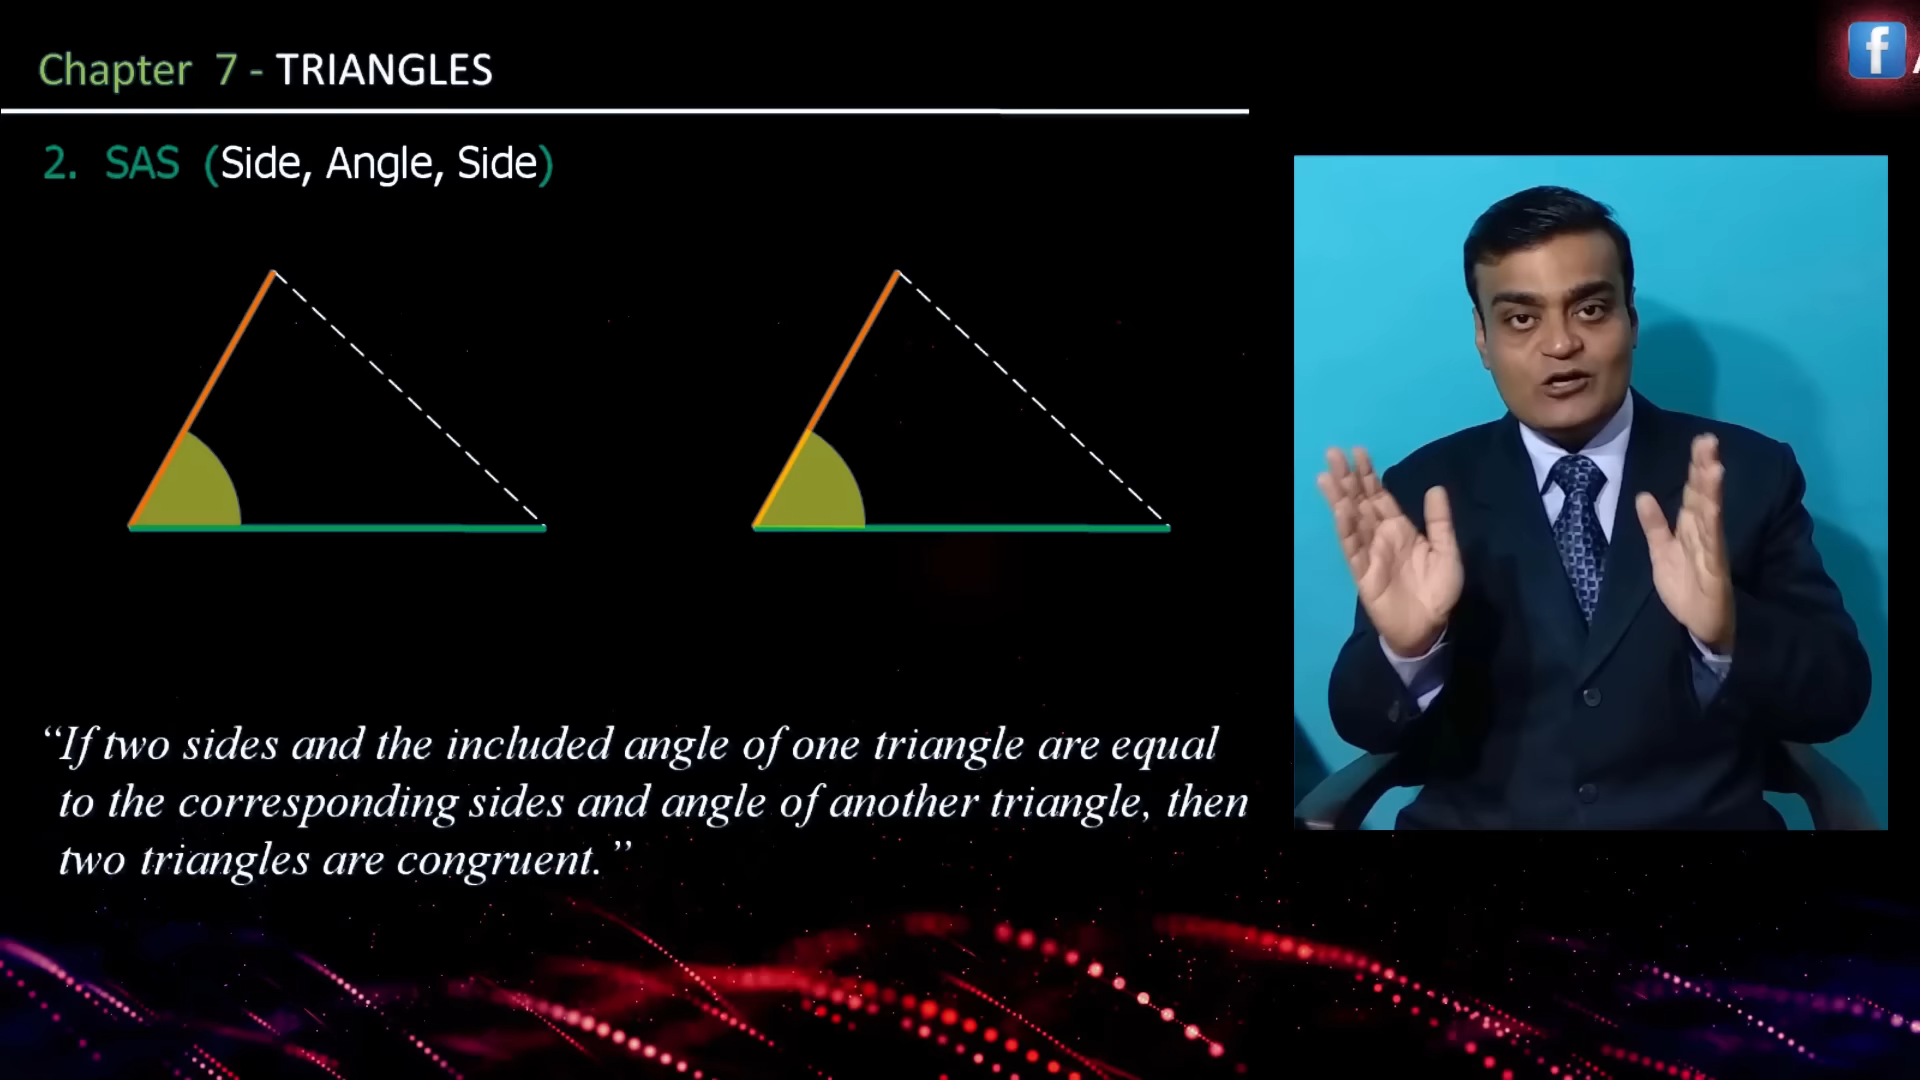 Chapter 7 - TRIANGLES
2. SAS (Side, Angle, Side)
“If two sides and the included angle of one triangle are equal
to the corresponding sides and angle of another triangle, then
two triangles are congruent.”
f